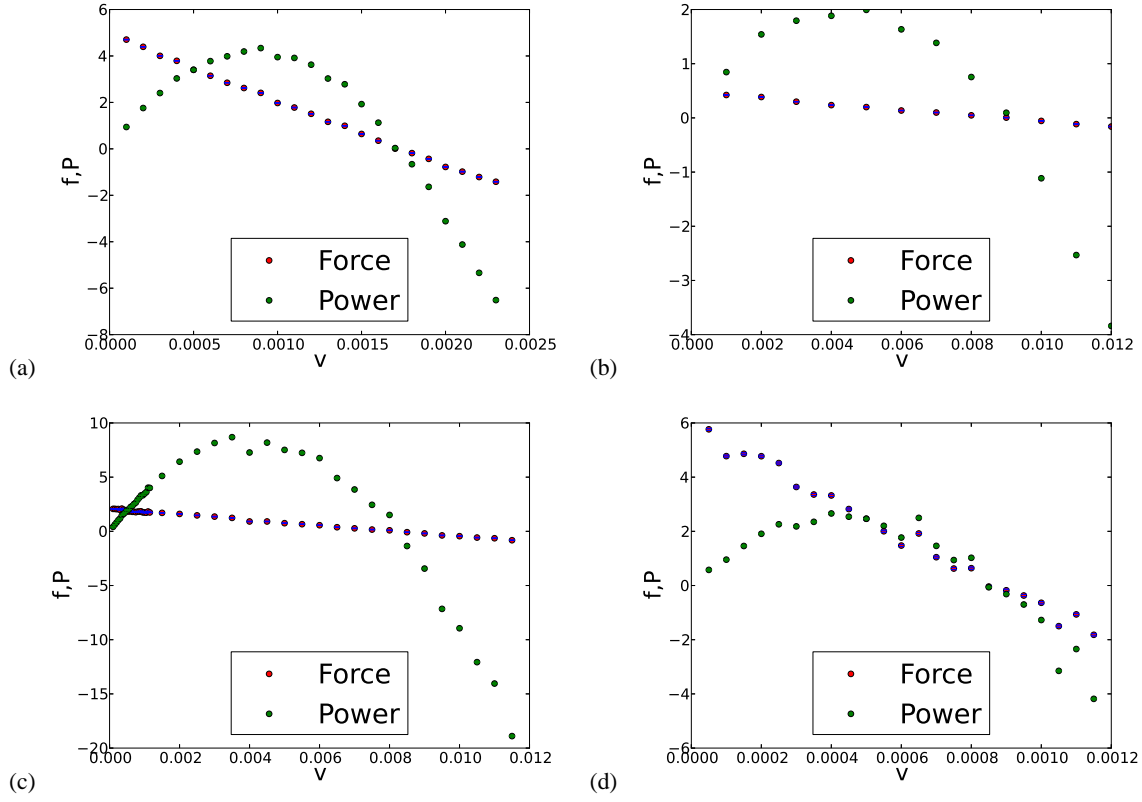 6
4
2
0
−2
−4
−6
−8
f,P
Force
Power
0.0000 0.0005 0.0010 0.0015 0.0020 0.0025
v
(a)
2
1
0
−1
−2
−3
−4
f,P
Force
Power
0.000 0.002 0.004 0.006 0.008 0.010 0.012
v
(b)
10
5
0
−5
−10
−15
−20
f,P
Force
Power
0.000 0.002 0.004 0.006 0.008 0.010 0.012
v
(c)
6
4
2
0
−2
−4
−6
f,P
Force
Power
0.0000 0.0002 0.0004 0.0006 0.0008 0.0010 0.0012
v
(d)